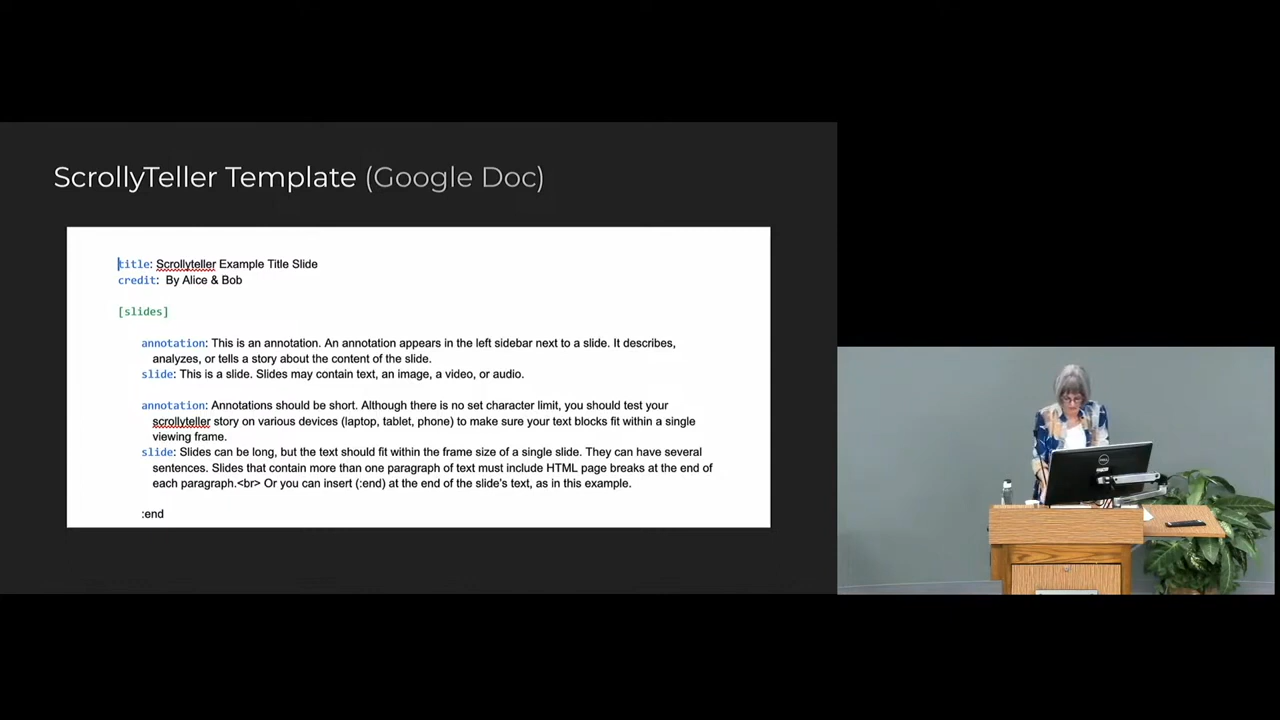 ScrollyTeller Template (Google Doc)
title: Scrollyteller Example Title Slide
credit: By Alice & Bob
[slides]
annotation: This is an annotation. An annotation appears in the left sidebar next to a slide. It describes,
analyzes, or tells a story about the content of the slide.
slide: This is a slide. Slides may contain text, an image, a video, or audio.
annotation: Annotations should be short. Although there is no set character limit, you should test your
scrollyteller story on various devices (laptop, tablet, phone) to make sure your text blocks fit within a single
viewing frame.
slide: Slides can be long, but the text should fit within the frame size of a single slide. They can have several
sentences. Slides that contain more than one paragraph of text must include HTML page breaks at the end of
each paragraph.<br> Or you can insert (:end) at the end of the slide's text, as in this example.
:end
DELL